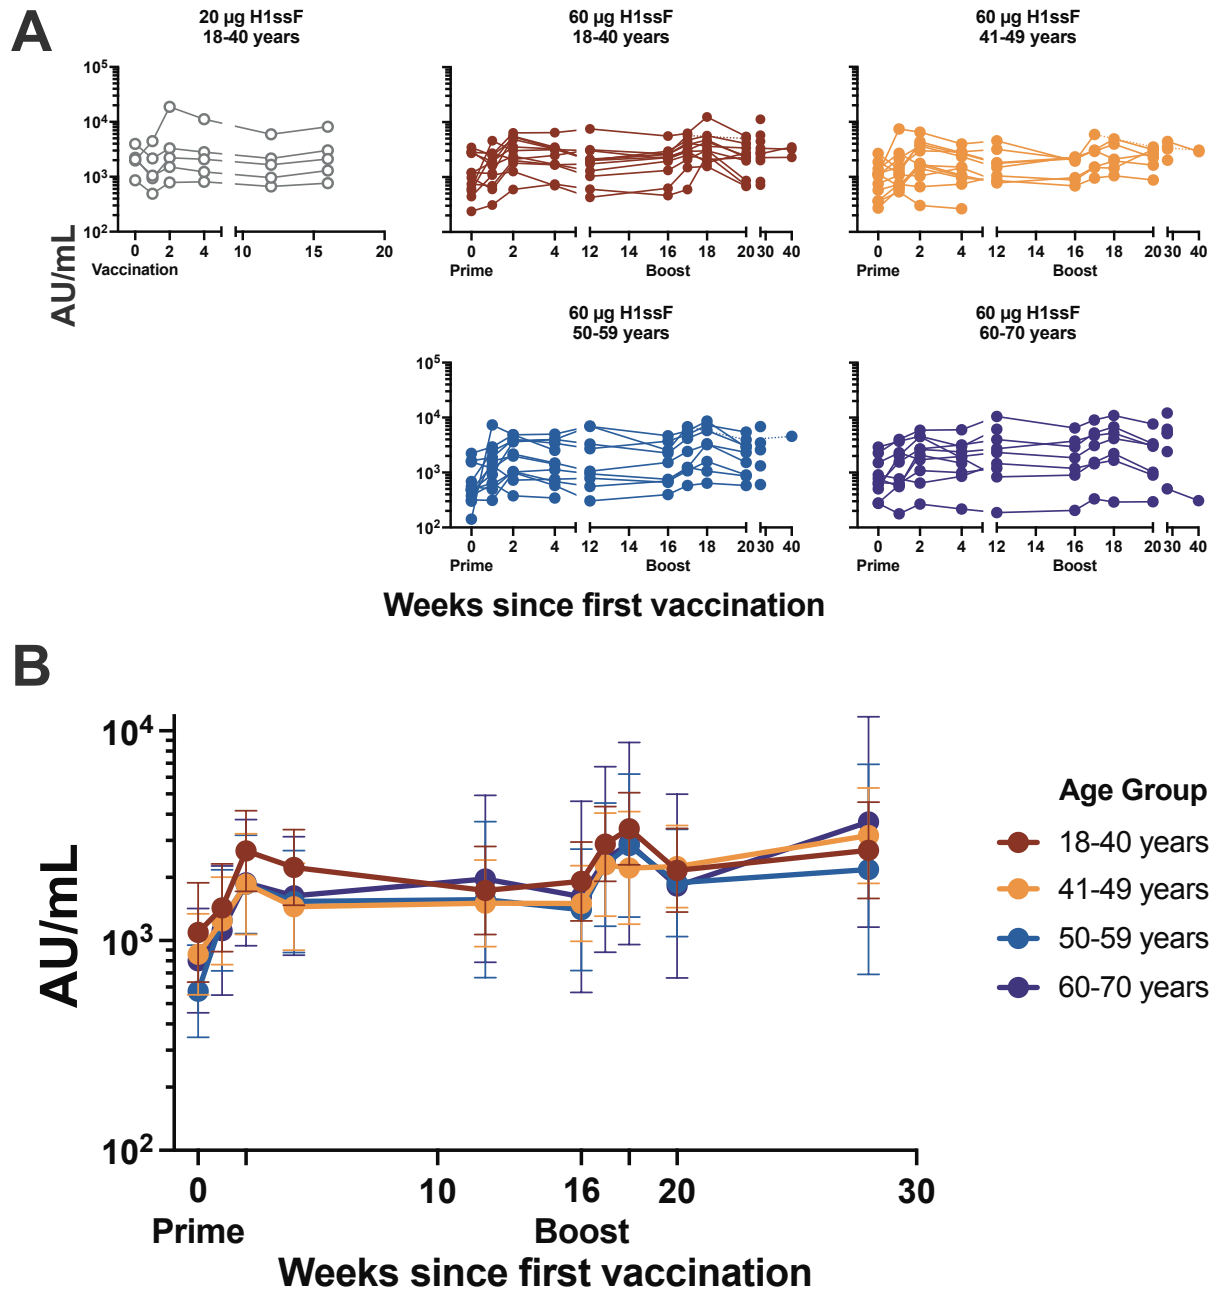 A
20 µg H1ssF
18-40 years
60 µg H1ssF
18-40 years
60 µg H1ssF
41-49 years
10⁵
10⁴
10³
10²
0 1 2 4 10 15 20
Vaccination
0 2 4 12 14 16 18 20 30 40
Prime Boost
0 2 4 12 14 16 18 20 30 40
Prime Boost
AU/mL
60 µg H1ssF
50-59 years
60 µg H1ssF
60-70 years
10⁵
10⁴
10³
10²
0 2 4 12 14 16 18 20 30 40
Prime Boost
0 2 4 12 14 16 18 20 30 40
Prime Boost
Weeks since first vaccination
B
10⁴
10³
10²
AU/mL
0 10 16 20 30
Prime Boost
Weeks since first vaccination
Age Group
18-40 years
41-49 years
50-59 years
60-70 years